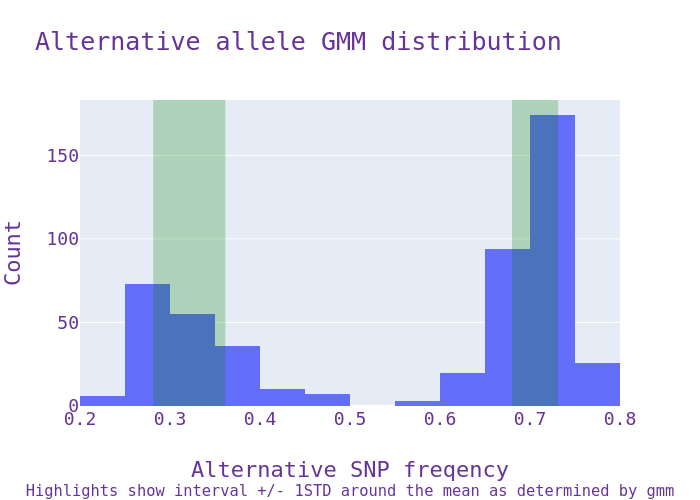 Alternative allele GMM distribution
Count
150
100
50
0
0.2 0.3 0.4 0.5 0.6 0.7 0.8
Alternative SNP freqency
Highlights show interval +/- 1STD around the mean as determined by gmm